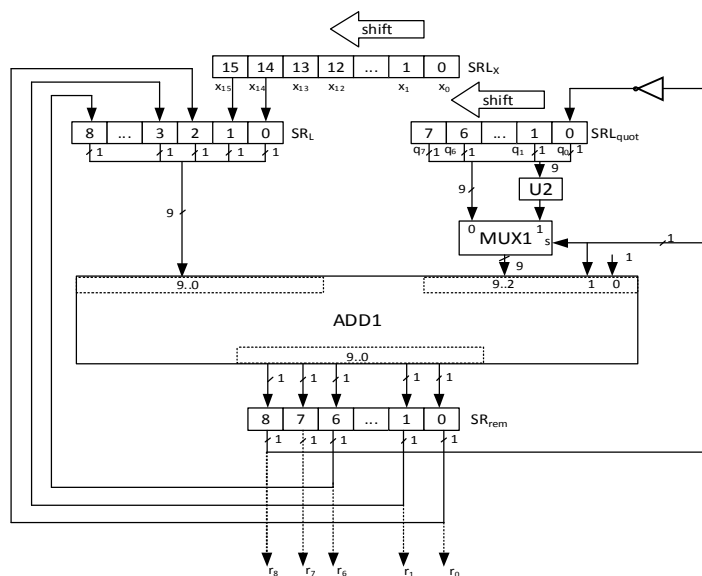 shift
15 14 13 12 ... 1 0 SRLX
x15 x14 x13 x12 x1 x0
shift
8 ... 3 2 1 0 SRL
7 6 ... 1 0 SRLquot
1 1 1 1 1
q7 1 q6 1 q1 1 q0 1
9
U2
9 9
0 1
MUX1 s
1
9
1
9..0
9..2 1 0
ADD1
9..0
1 1 1 1 1
8 7 6 ... 1 0 SRrem
1 1 1 1 1
r8 r7 r6 r1 r0